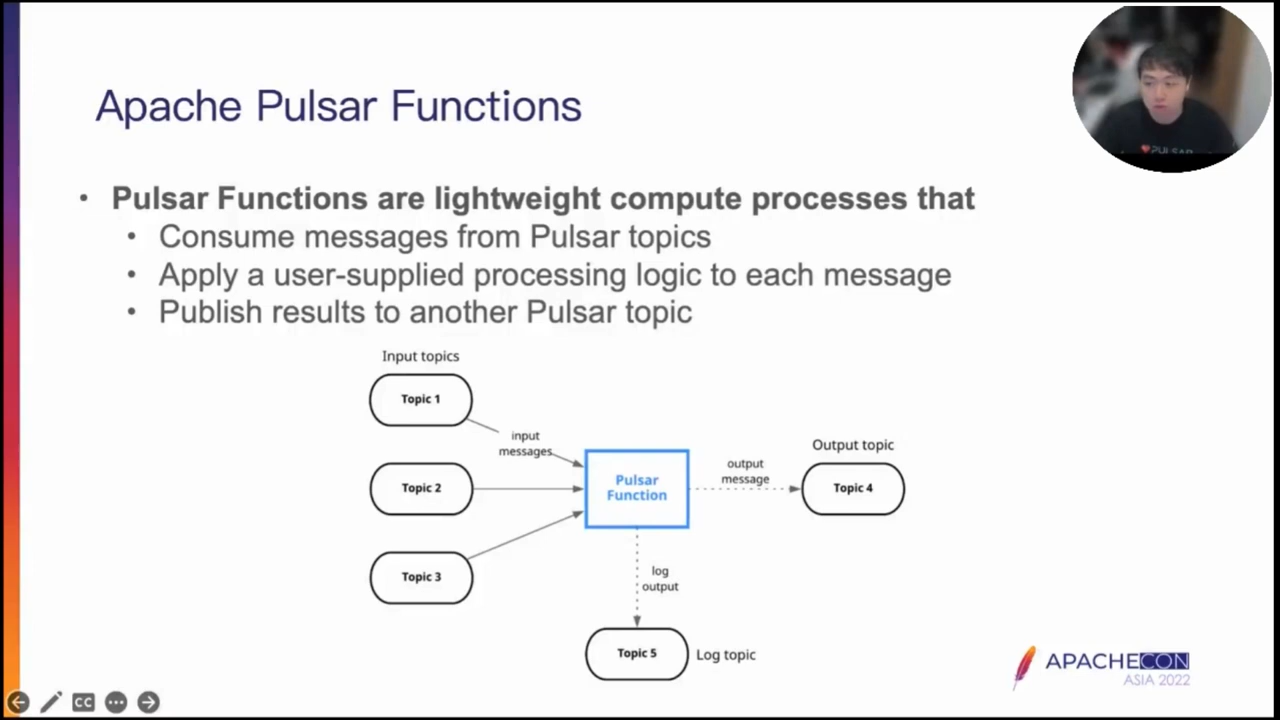 Apache Pulsar Functions
PULSAR
• Pulsar Functions are lightweight compute processes that
• Consume messages from Pulsar topics
• Apply a user-supplied processing logic to each message
• Publish results to another Pulsar topic
Input topics
Topic 1
input
messages
Topic 2
Topic 3
Pulsar
Function
output
message
Output topic
Topic 4
log
output
Topic 5
Log topic
APACHECON
ASIA 2022
CC